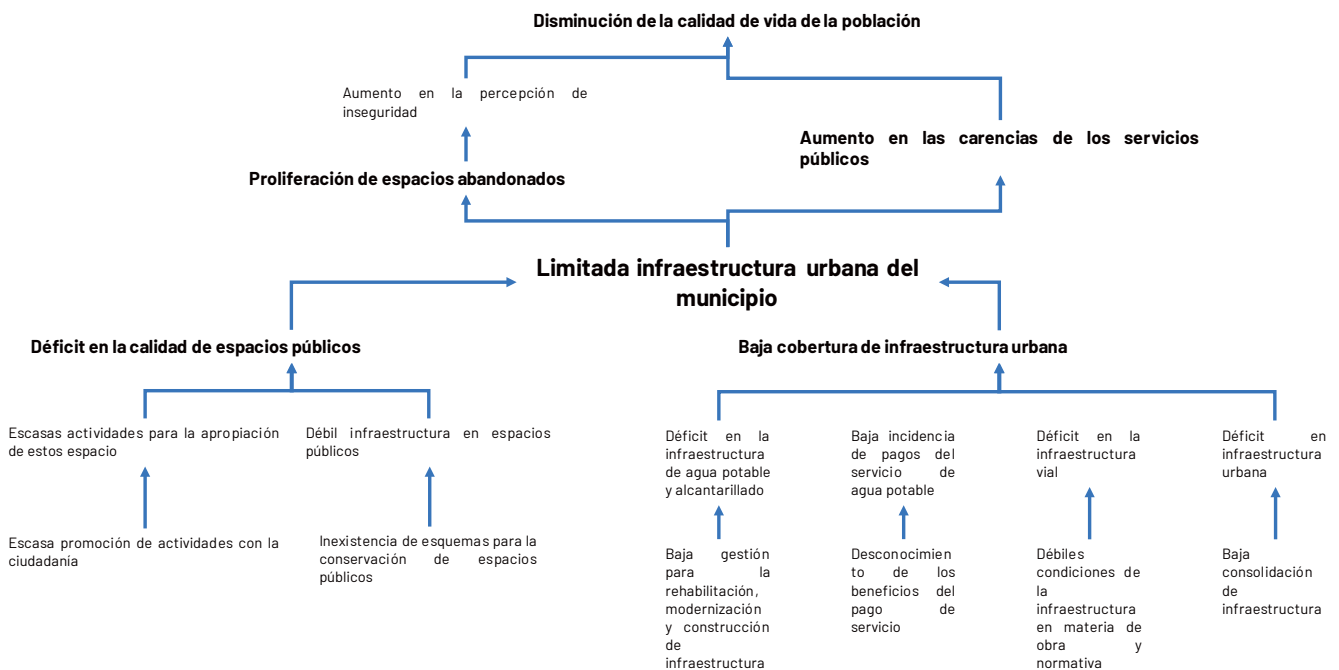 Disminución de la calidad de vida de la población
Aumento en la percepción de
inseguridad
Aumento en las carencias de los servicios
públicos
Proliferación de espacios abandonados
Limitada infraestructura urbana del
municipio
Déficit en la calidad de espacios públicos
Baja cobertura de infraestructura urbana
Escasas actividades para la apropiación
de estos espacio
Débil infraestructura en espacios
públicos
Déficit en la
infraestructura
de agua potable
y alcantarillado
Baja incidencia
de pagos del
servicio de
agua potable
Déficit en la
infraestructura
vial
Déficit en
infraestructura
urbana
Escasa promoción de actividades con la
ciudadanía
Inexistencia de esquemas para la
conservación de espacios
públicos
Baja gestión
para la
rehabilitación,
modernización
y construcción
de
infraestructura
Desconocimien
to de los
beneficios del
pago de
servicio
Débiles
condiciones de
la
infraestructura
en materia de
obra y
normativa
Baja
consolidación
de
infraestructura